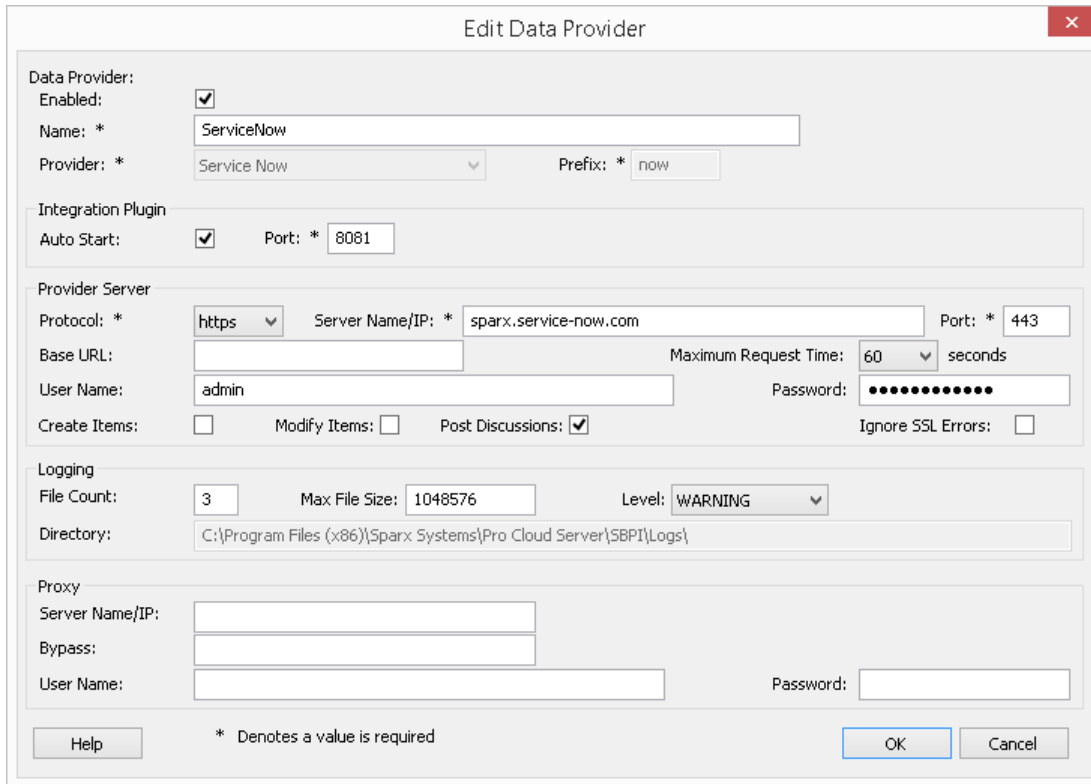 Edit Data Provider
Data Provider:
Enabled:
Name: * ServiceNow
Provider: * Service Now Prefix: * now
Integration Plugin
Auto Start: Port: * 8081
Provider Server
Protocol: * https Server Name/IP: * sparx.service-now.com Port: * 443
Base URL: Maximum Request Time: 60 seconds
User Name: admin Password: ●●●●●●●●●●●●
Create Items: Modify Items: Post Discussions: Ignore SSL Errors:
Logging
File Count: 3 Max File Size: 1048576 Level: WARNING
Directory: C:\Program Files (x86)\Sparx Systems\Pro Cloud Server\SBPI\Logs\
Proxy
Server Name/IP:
Bypass:
User Name: Password:
Help * Denotes a value is required OK Cancel